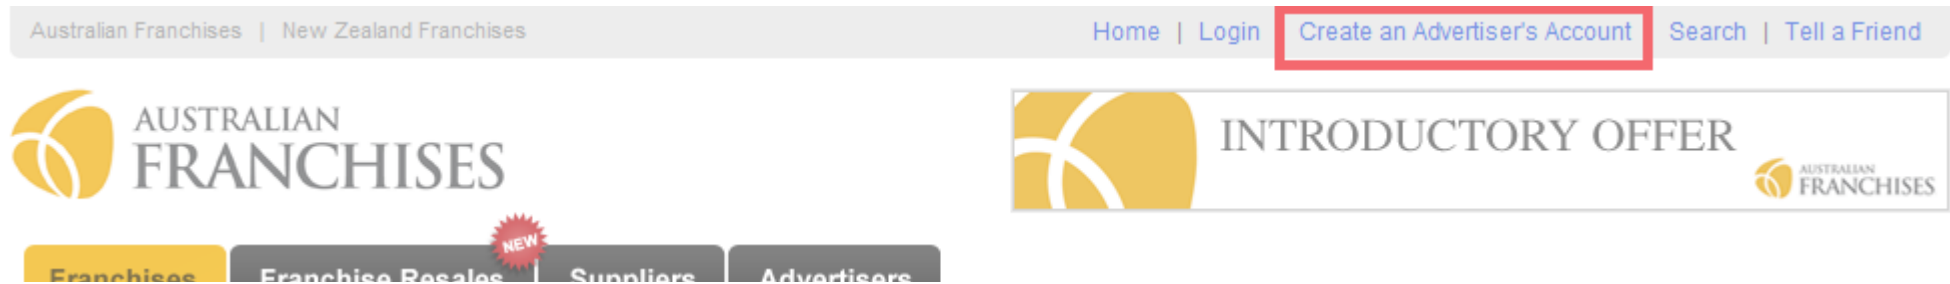 Australian Franchises | New Zealand Franchises
Home | Login Create an Advertiser's Account Search | Tell a Friend
AUSTRALIAN
FRANCHISES
INTRODUCTORY OFFER
AUSTRALIAN
FRANCHISES
NEW
Franchises Franchise Resales Suppliers Advertisers